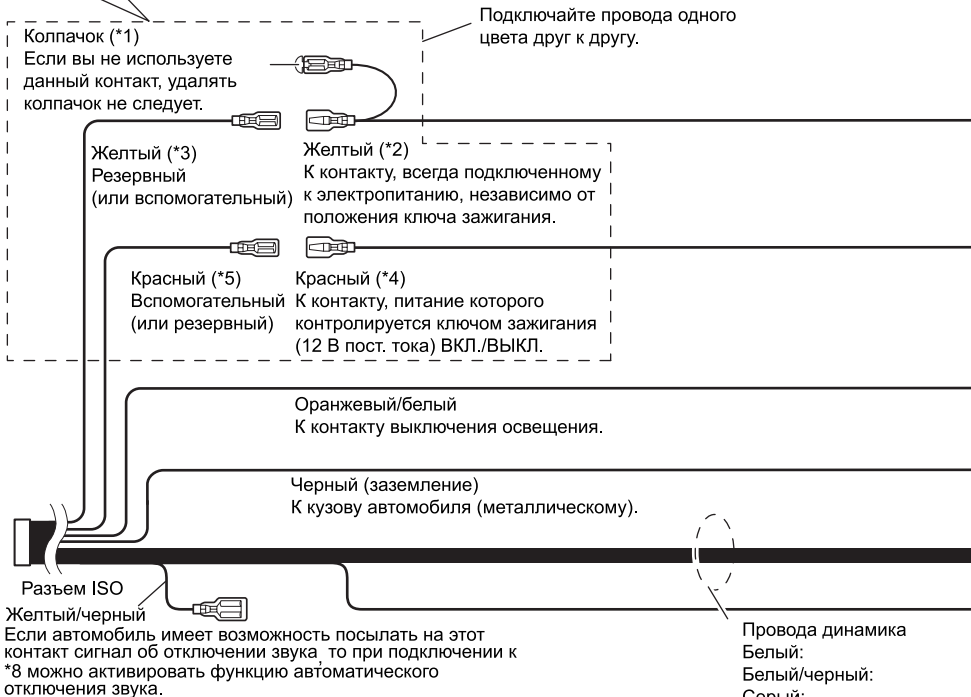 Подключайте провода одного
цвета друг к другу.
Колпачок (*1)
Если вы не используете
данный контакт, удалять
колпачок не следует.
Желтый (*3)
Резервный
(или вспомогательный)
Желтый (*2)
К контакту, всегда подключенному
к электропитанию, независимо от
положения ключа зажигания.
Красный (*5)
Вспомогательный
(или резервный)
Красный (*4)
К контакту, питание которого
контролируется ключом зажигания
(12 В пост. тока) ВКЛ./ВЫКЛ.
Оранжевый/белый
К контакту выключения освещения.
Черный (заземление)
К кузову автомобиля (металлическому).
Разъем ISO
Желтый/черный
Если автомобиль имеет возможность посылать на этот
контакт сигнал об отключении звука, то при подключении к
*8 можно активировать функцию автоматического
отключения звука.
Провода динамика
Белый:
Белый/черный:
Серый: